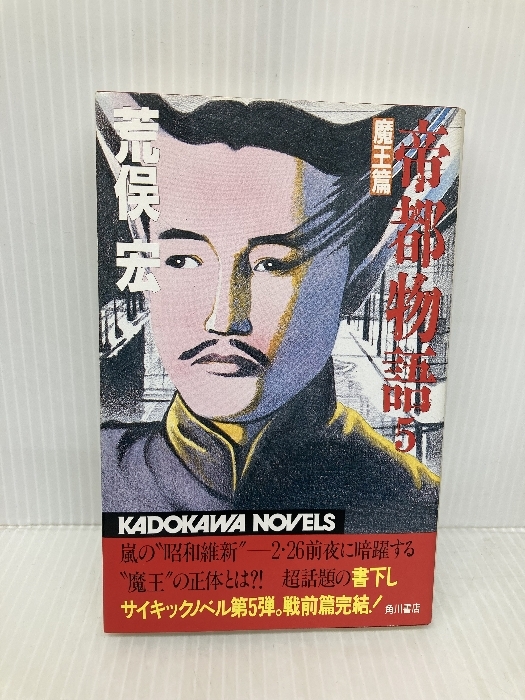 帝都物語5
魔王篇
荒俣 宏
KADOKAWA NOVELS
嵐の〝昭和維新〟―2・26前夜に暗躍する
〝魔王〟の正体とは?! 超話題の書下し
サイキックノベル第5弾。戦前篇完結!
角川書店